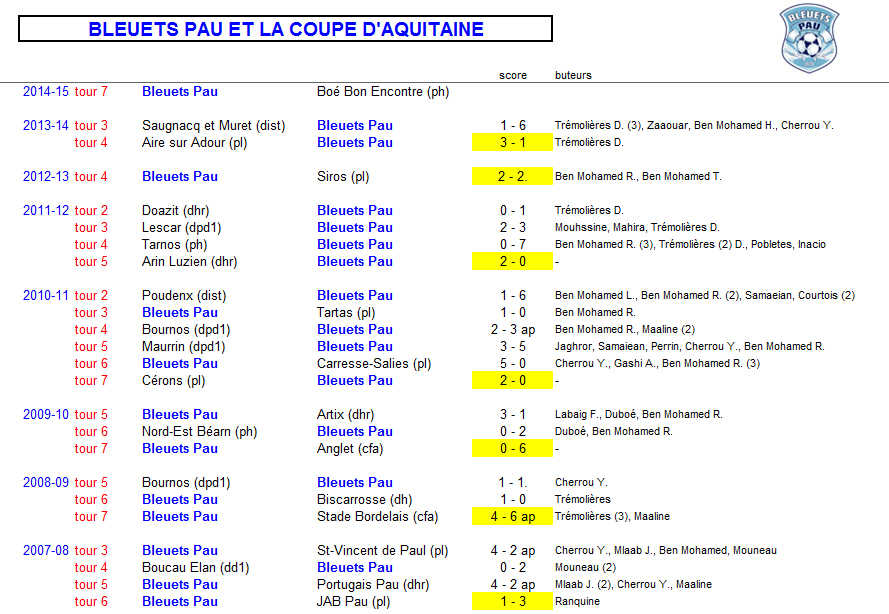 BLEUETS PAU ET LA COUPE D'AQUITAINE
BLEUETS
PAU
score buteurs
2014-15 tour 7 Bleuets Pau Boé Bon Encontre (ph)
2013-14 tour 3 Saugnacq et Muret (dist) Bleuets Pau 1 - 6 Trémolières D. (3), Zaaouar, Ben Mohamed H., Cherrou Y.
tour 4 Aire sur Adour (pl) Bleuets Pau 3 - 1 Trémolières D.
2012-13 tour 4 Bleuets Pau Siros (pl) 2 - 2. Ben Mohamed R., Ben Mohamed T.
2011-12 tour 2 Doazit (dhr) Bleuets Pau 0 - 1 Trémolières D.
tour 3 Lescar (dpd1) Bleuets Pau 2 - 3 Mouhssine, Mahira, Trémolières D.
tour 4 Tarnos (ph) Bleuets Pau 0 - 7 Ben Mohamed R. (3), Trémolières (2) D., Pobletes, Inacio
tour 5 Arin Luzien (dhr) Bleuets Pau 2 - 0 -
2010-11 tour 2 Poudenx (dist) Bleuets Pau 1 - 6 Ben Mohamed L., Ben Mohamed R. (2), Samaeian, Courtois (2)
tour 3 Bleuets Pau Tartas (pl) 1 - 0 Ben Mohamed R.
tour 4 Bournos (dpd1) Bleuets Pau 2 - 3 ap Ben Mohamed R., Maaline (2)
tour 5 Maurrin (dpd1) Bleuets Pau 3 - 5 Jaghror, Samaiean, Perrin, Cherrou Y., Ben Mohamed R.
tour 6 Bleuets Pau Carresse-Salies (pl) 5 - 0 Cherrou Y., Gashi A., Ben Mohamed R. (3)
tour 7 Cérons (pl) Bleuets Pau 2 - 0 -
2009-10 tour 5 Bleuets Pau Artix (dhr) 3 - 1 Labaig F., Duboé, Ben Mohamed R.
tour 6 Nord-Est Béarn (ph) Bleuets Pau 0 - 2 Duboé, Ben Mohamed R.
tour 7 Bleuets Pau Anglet (cfa) 0 - 6 -
2008-09 tour 5 Bournos (dpd1) Bleuets Pau 1 - 1. Cherrou Y.
tour 6 Bleuets Pau Biscarrosse (dh) 1 - 0 Trémolières
tour 7 Bleuets Pau Stade Bordelais (cfa) 4 - 6 ap Trémolières (3), Maaline
2007-08 tour 3 Bleuets Pau St-Vincent de Paul (pl) 4 - 2 ap Cherrou Y., Mlaab J., Ben Mohamed, Mouneau
tour 4 Boucau Elan (dd1) Bleuets Pau 0 - 2 Mouneau (2)
tour 5 Bleuets Pau Portugais Pau (dhr) 4 - 2 ap Mlaab J. (2), Cherrou Y., Maaline
tour 6 Bleuets Pau JAB Pau (pl) 1 - 3 Ranquine